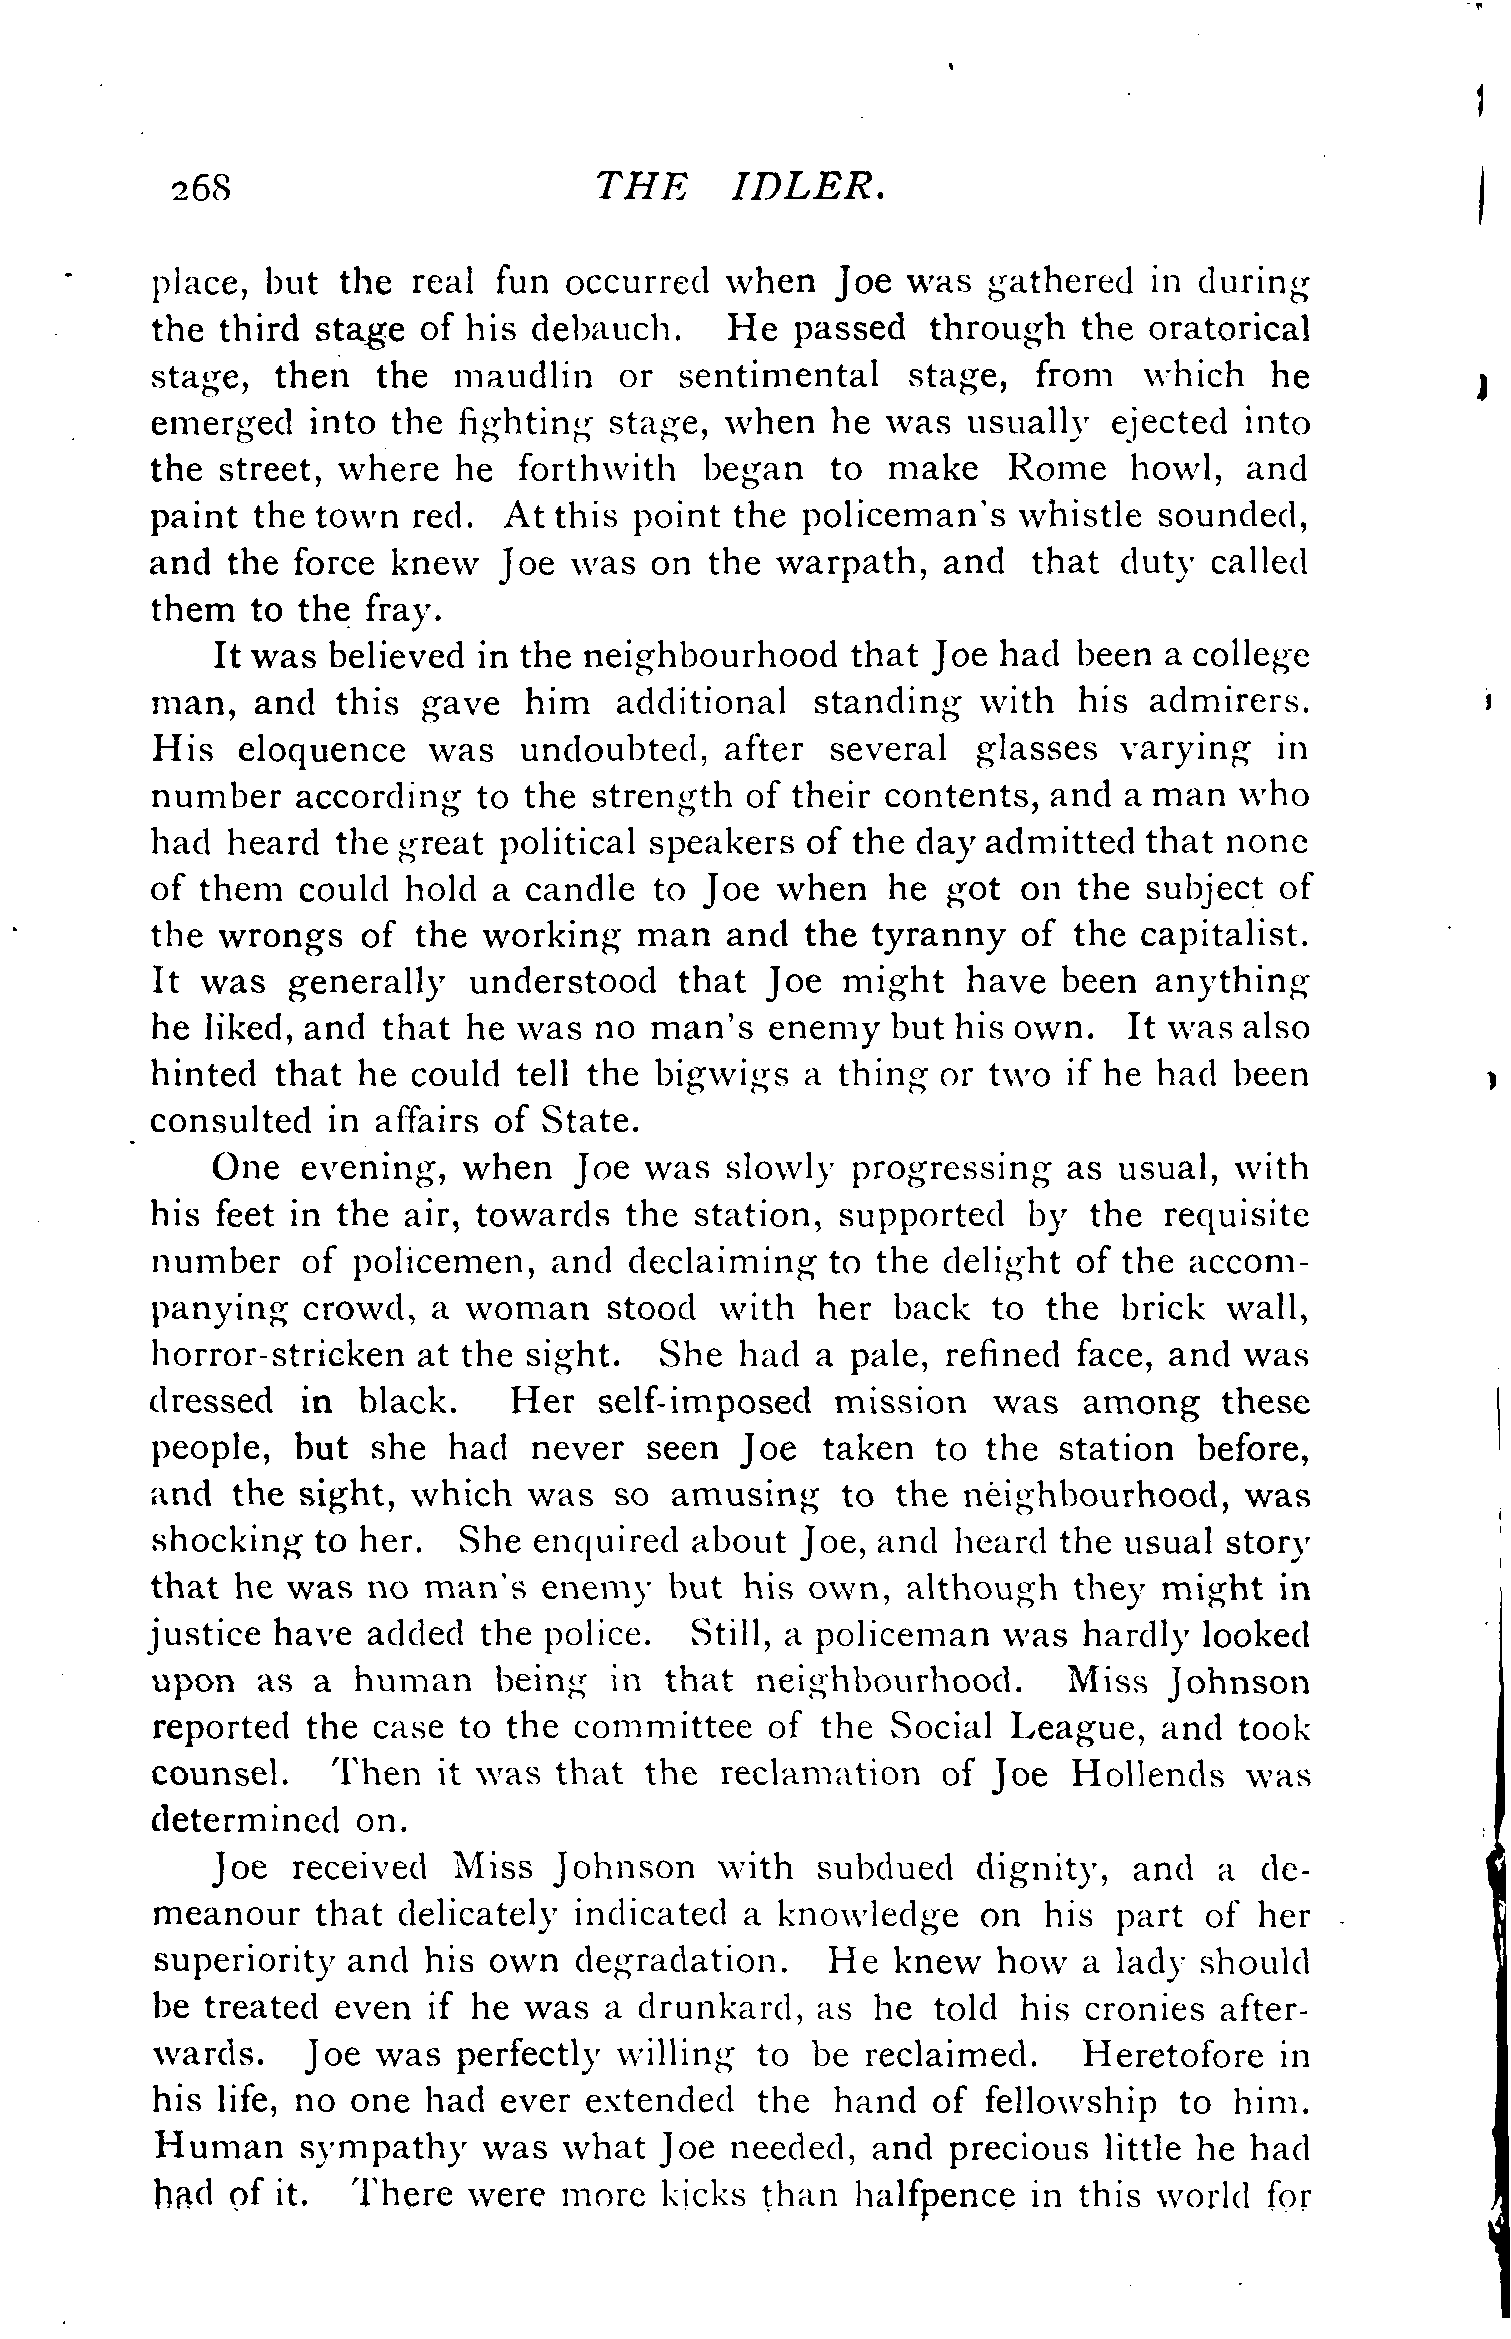 268 THE IDLER.
place, but the real fun occurred when Joe was gathered in during
the third stage of his debauch. He passed through the oratorical
stage, then the maudlin or sentimental stage, from which he
emerged into the fighting stage, when he was usually ejected into
the street, where he forthwith began to make Rome howl, and
paint the town red. At this point the policeman's whistle sounded,
and the force knew Joe was on the warpath, and that duty called
them to the fray.
It was believed in the neighbourhood that Joe had been a college
man, and this gave him additional standing with his admirers.
His eloquence was undoubted, after several glasses varying in
number according to the strength of their contents, and a man who
had heard the great political speakers of the day admitted that none
of them could hold a candle to Joe when he got on the subject of
the wrongs of the working man and the tyranny of the capitalist.
It was generally understood that Joe might have been anything
he liked, and that he was no man's enemy but his own. It was also
hinted that he could tell the bigwigs a thing or two if he had been
consulted in affairs of State.
One evening, when Joe was slowly progressing as usual, with
his feet in the air, towards the station, supported by the requisite
number of policemen, and declaiming to the delight of the accom-
panying crowd, a woman stood with her back to the brick wall,
horror-stricken at the sight. She had a pale, refined face, and was
dressed in black. Her self-imposed mission was among these
people, but she had never seen Joe taken to the station before,
and the sight, which was so amusing to the neighbourhood, was
shocking to her. She enquired about Joe, and heard the usual story
that he was no man's enemy but his own, although they might in
justice have added the police. Still, a policeman was hardly looked
upon as a human being in that neighbourhood. Miss Johnson
reported the case to the committee of the Social League, and took
counsel. Then it was that the reclamation of Joe Hollends was
determined on.
Joe received Miss Johnson with subdued dignity, and a de-
meanour that delicately indicated a knowledge on his part of her
superiority and his own degradation. He knew how a lady should
be treated even if he was a drunkard, as he told his cronies after-
wards. Joe was perfectly willing to be reclaimed. Heretofore in
his life, no one had ever extended the hand of fellowship to him.
Human sympathy was what Joe needed, and precious little he had
had of it. There were more kicks than halfpence in this world for